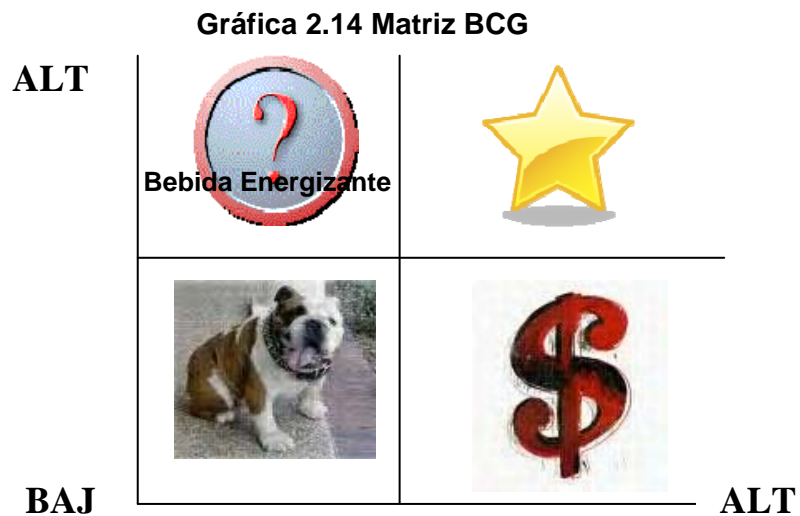 Gráfica 2.14 Matriz BCG
ALT
?
Bebida Energizante
$
BAJ
ALT